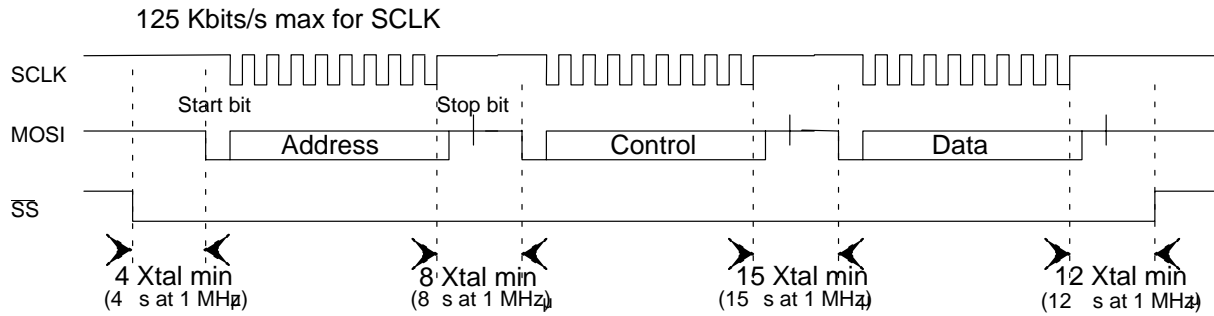 125 Kbits/s max for SCLK
SCLK
Start bit
Stop bit
MOSI
Address
Control
Data
SS
4 Xtal min
(4 s at 1 MHz)
μ
8 Xtal min
(8 s at 1 MHz)
μ
15 Xtal min
(15 s at 1 MHz)
μ
12 Xtal min
(12 s at 1 MHz)
μ